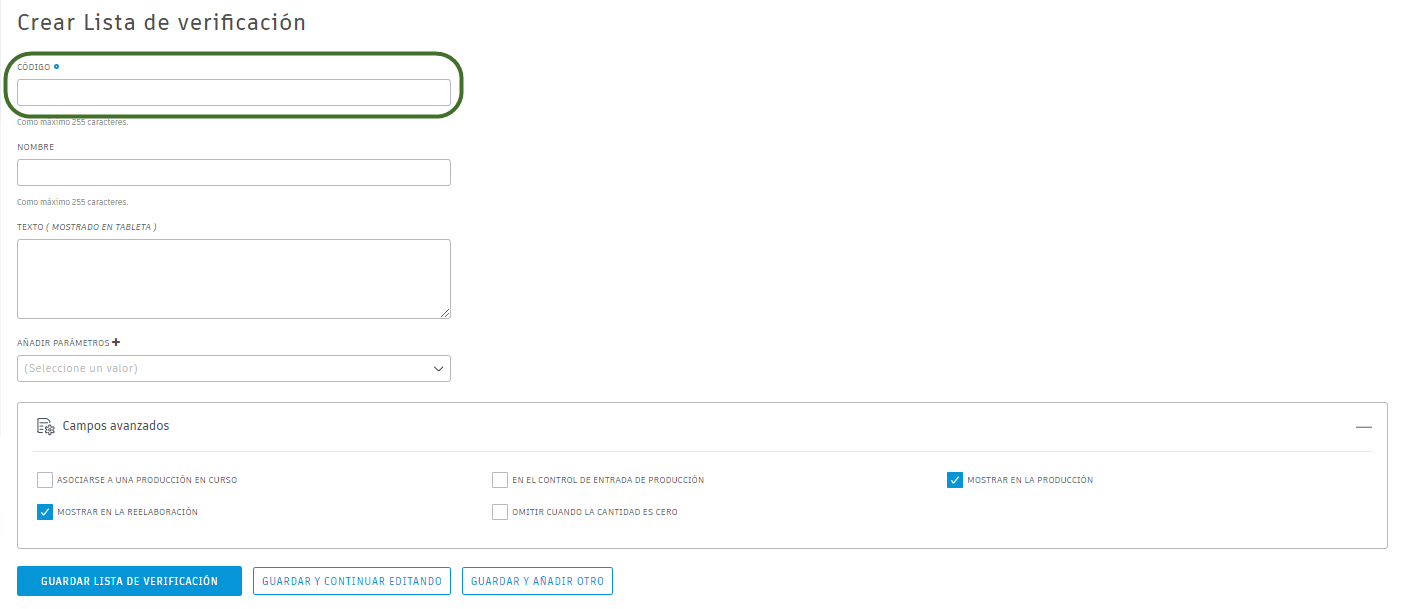 Crear Lista de verificación
CÓDIGO
Como máximo 255 caracteres.
NOMBRE
Como máximo 255 caracteres.
TEXTO ( MOSTRADO EN TABLETA )
AÑADIR PARÁMETROS +
(Seleccione un valor)
Campos avanzados
ASOCIARSE A UNA PRODUCCIÓN EN CURSO
EN EL CONTROL DE ENTRADA DE PRODUCCIÓN
MOSTRAR EN LA PRODUCCIÓN
MOSTRAR EN LA REELABORACIÓN
OMITIR CUANDO LA CANTIDAD ES CERO
GUARDAR LISTA DE VERIFICACIÓN
GUARDAR Y CONTINUAR EDITANDO
GUARDAR Y AÑADIR OTRO